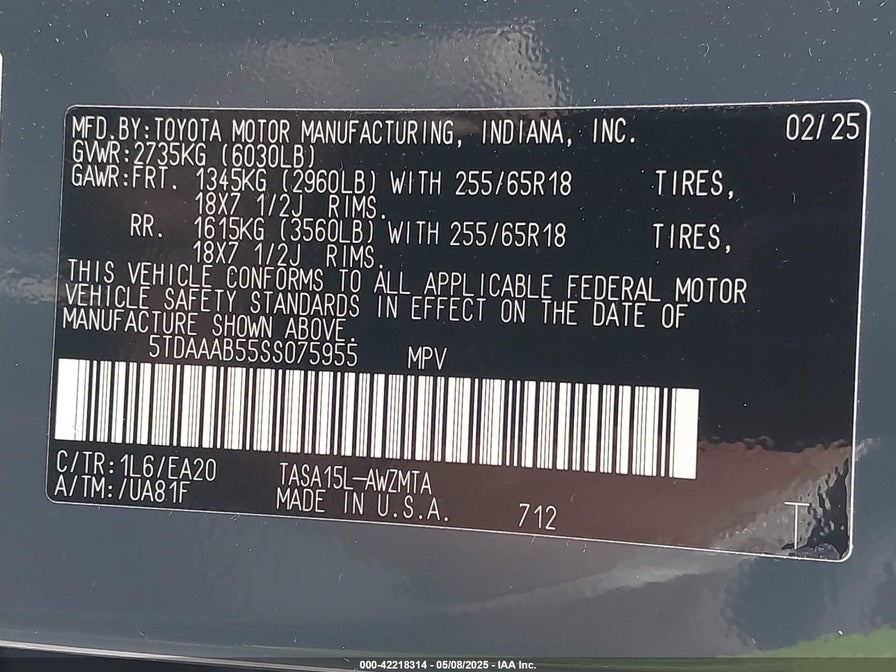 MFD.BY:TOYOTA MOTOR MANUFACTURING, INDIANA, INC. 02/25
GVWR:2735KG (6030LB)
GAWR:FRT. 1345KG (2960LB) WITH 255/65R18 TIRES,
18X7 1/2J RIMS.
RR. 1615KG (3560LB) WITH 255/65R18 TIRES,
18X7 1/2J RIMS.
THIS VEHICLE CONFORMS TO ALL APPLICABLE FEDERAL MOTOR
VEHICLE SAFETY STANDARDS IN EFFECT ON THE DATE OF
MANUFACTURE SHOWN ABOVE.
5TDAAAB55SS075955 MPV
C/TR:1L6/EA20 TASA15L-AWZMTA
A/TM:/UA81F MADE IN U.S.A. 712 T
000-42218314 - 05/08/2025 - IAA Inc.